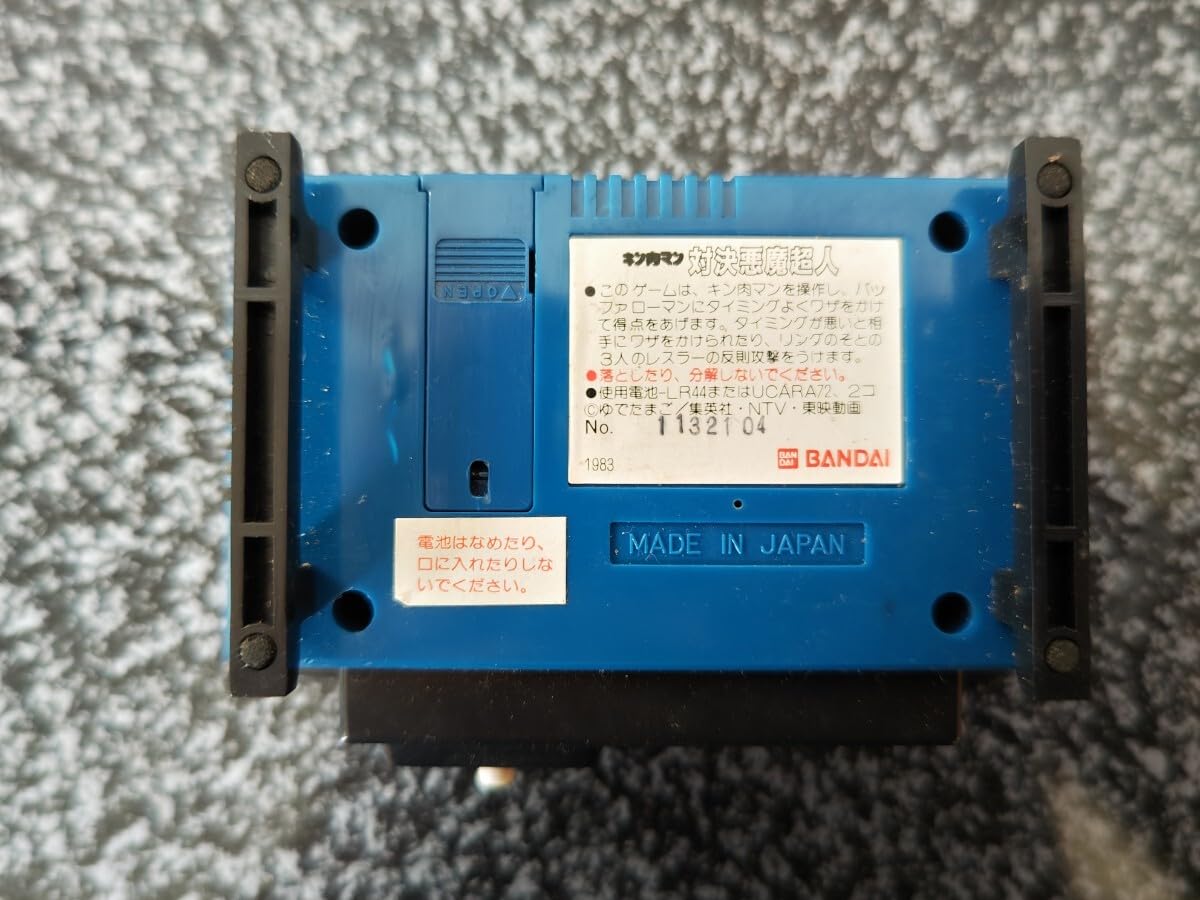 OPEN
キン肉マン 対決悪魔超人
●このゲームは、キン肉マンを操作し、バッ
ファローマンにタイミングよくワザをかけ
て得点をあげます。タイミングが悪いと相
手にワザをかけられたり、リングのそとの
3人のレスラーの反則攻撃をうけます。
●落としたり、分解しないでください。
●使用電池-LR44またはUCARA72、2コ
©ゆでたまご/集英社・NTV・東映動画
No. 1132104
1983 BAN DAI BANDAI
MADE IN JAPAN
電池はなめたり、
口に入れたりしな
いでください。